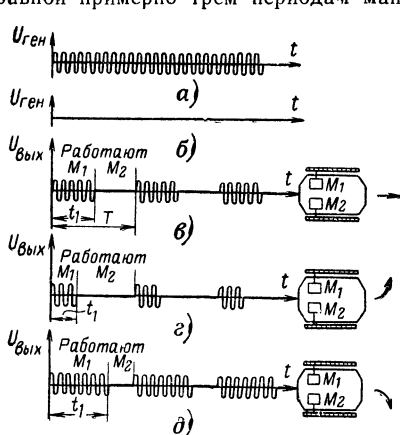 равной примерно трем периодам ман
Uген t
а)
Uген t
б)
Uвых Работают M1 M2 t M1 M2
t1 T
в)
Uвых Работают M1 M2 t M1 M2
t1
г)
Uвых Работают M1 M2 t M1 M2
t1
д)